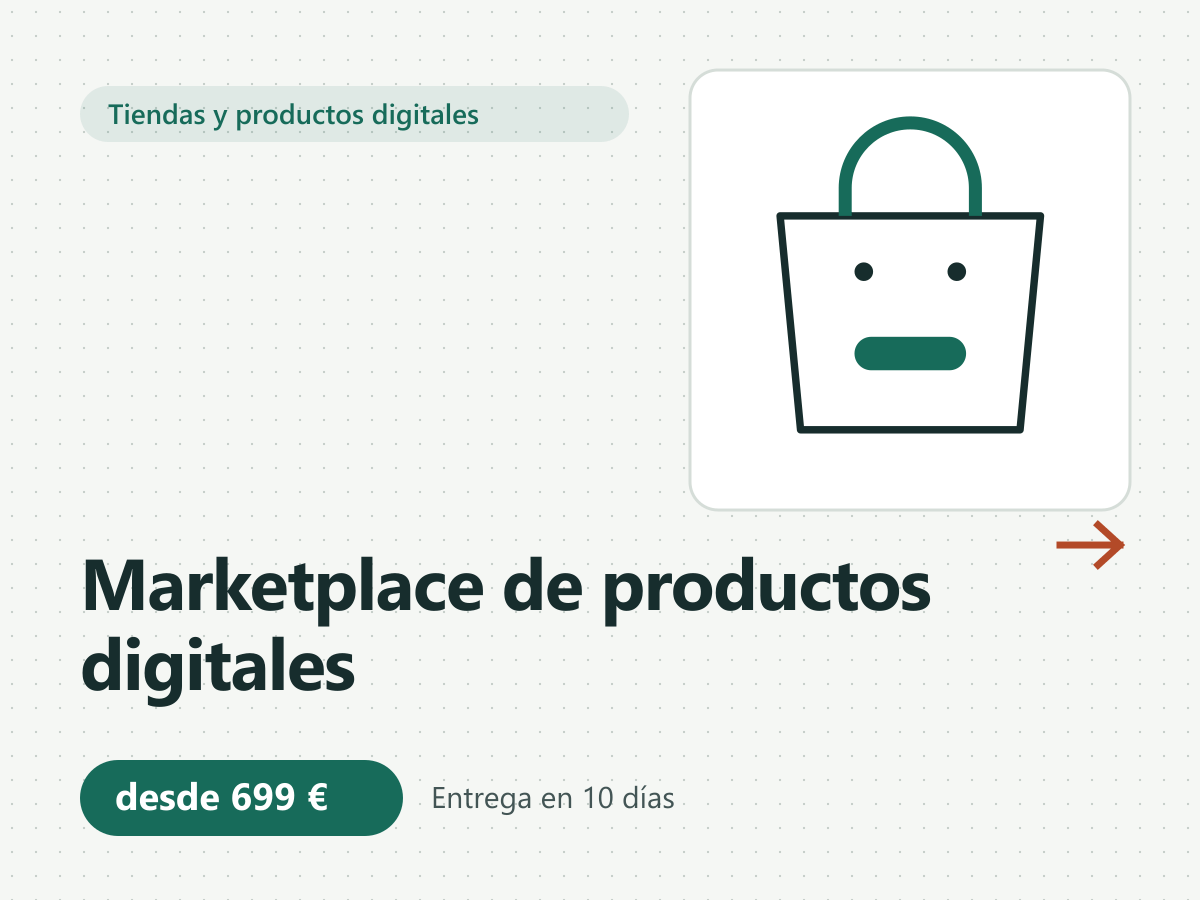 Tiendas y productos digitales
Marketplace de productos
digitales
desde 699 €
Entrega en 10 días